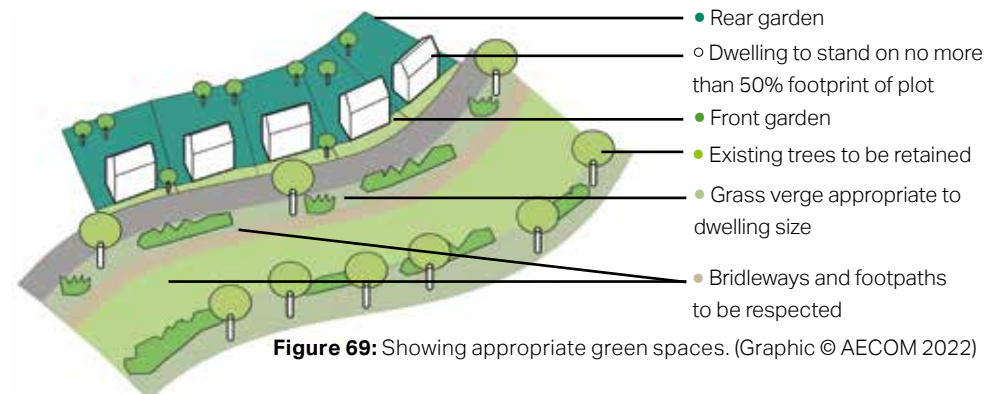 • Rear garden
○ Dwelling to stand on no more
than 50% footprint of plot
• Front garden
• Existing trees to be retained
• Grass verge appropriate to
dwelling size
• Bridleways and footpaths
to be respected
Figure 69: Showing appropriate green spaces. (Graphic © AECOM 2022)